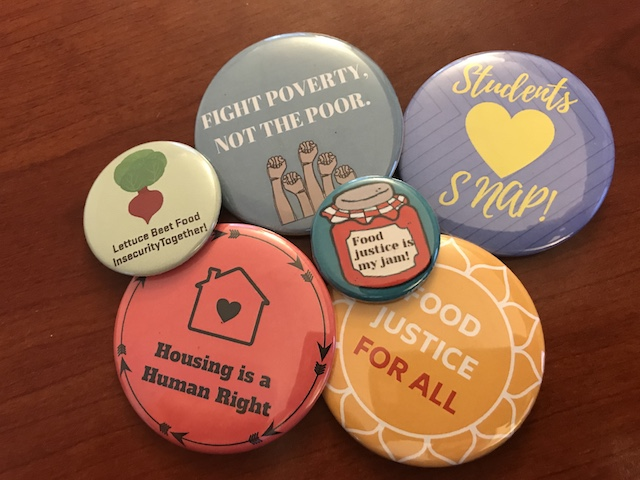 FIGHT POVERTY,
NOT THE POOR.
Students
SNAP!
Lettuce Beet Food
InsecurityTogether!
Food
justice is
my jam!
Housing is a
Human Right
FOOD
JUSTICE
FOR ALL